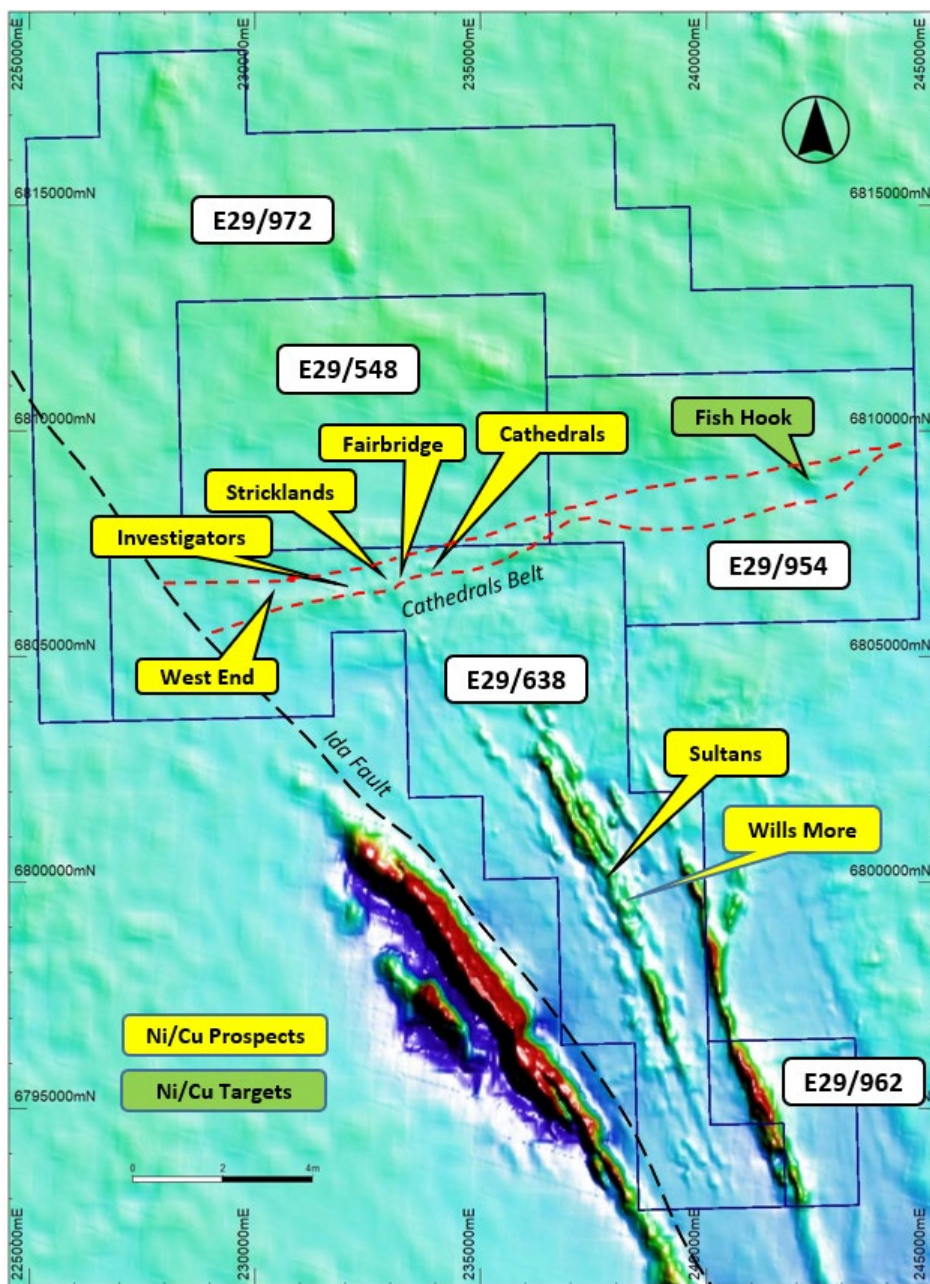 225000mE
230000mE
235000mE
240000mE
245000mE
6815000mN
6815000mN
E29/972
E29/548
6810000mN
6810000mN
Fish Hook
Cathedrals
Fairbridge
Stricklands
Investigators
E29/954
Cathedrals Belt
6805000mN
6805000mN
West End
E29/638
Ida Fault
Sultans
Wills More
6800000mN
6800000mN
Ni/Cu Prospects
Ni/Cu Targets
E29/962
6795000mN
6795000mN
0 2 4m
225000mE
230000mE
235000mE
240000mE
245000mE